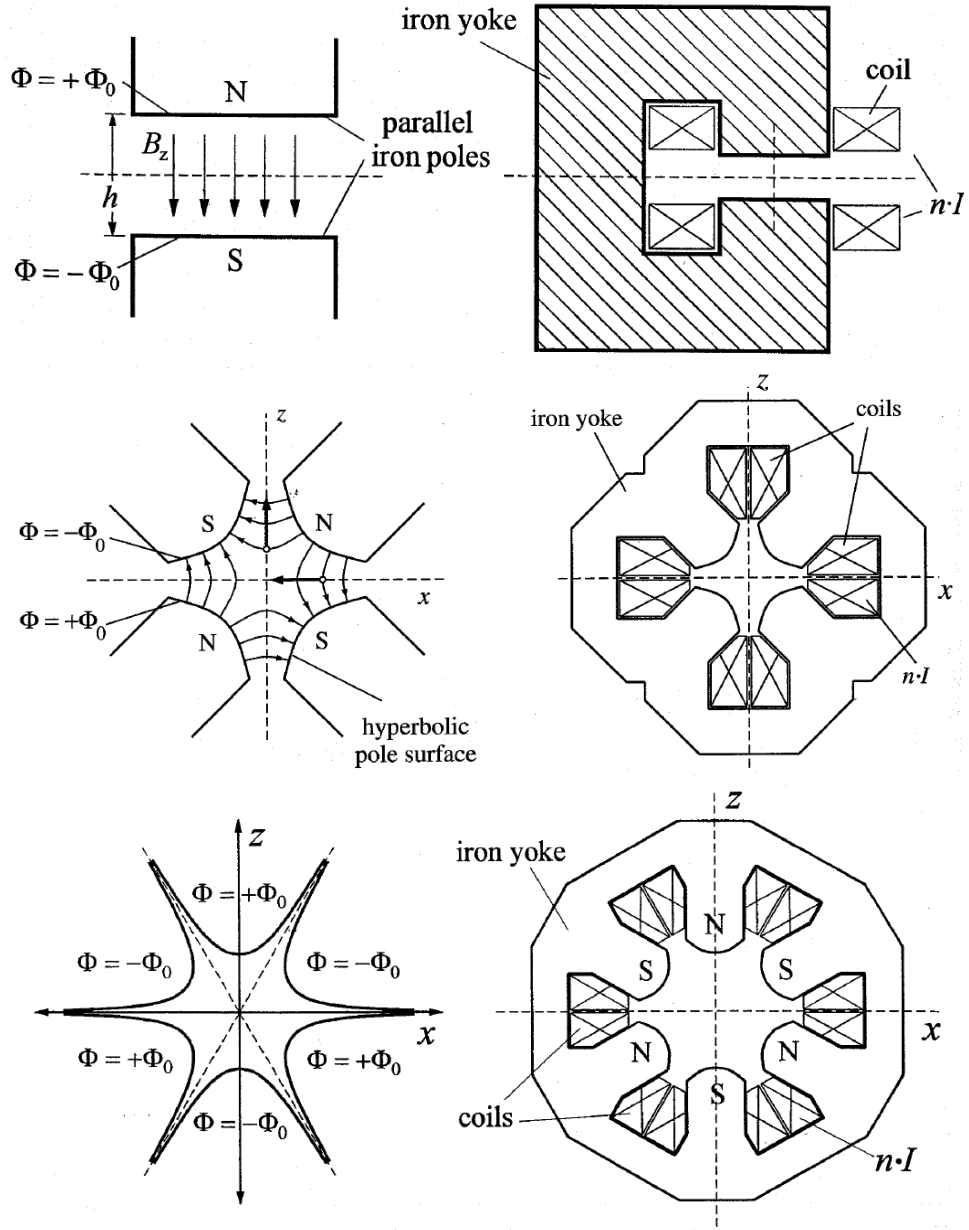 Φ = +Φ₀
N
B_z
h
parallel
iron poles
S
Φ = −Φ₀
iron yoke
coil
n·I
z
Φ = −Φ₀
S
N
Φ = +Φ₀
x
N
S
hyperbolic
pole surface
z
iron yoke
coils
x
n·I
z
Φ = +Φ₀
Φ = −Φ₀
Φ = −Φ₀
x
Φ = +Φ₀
Φ = +Φ₀
Φ = −Φ₀
z
iron yoke
N
S
S
x
N
N
S
coils
n·I